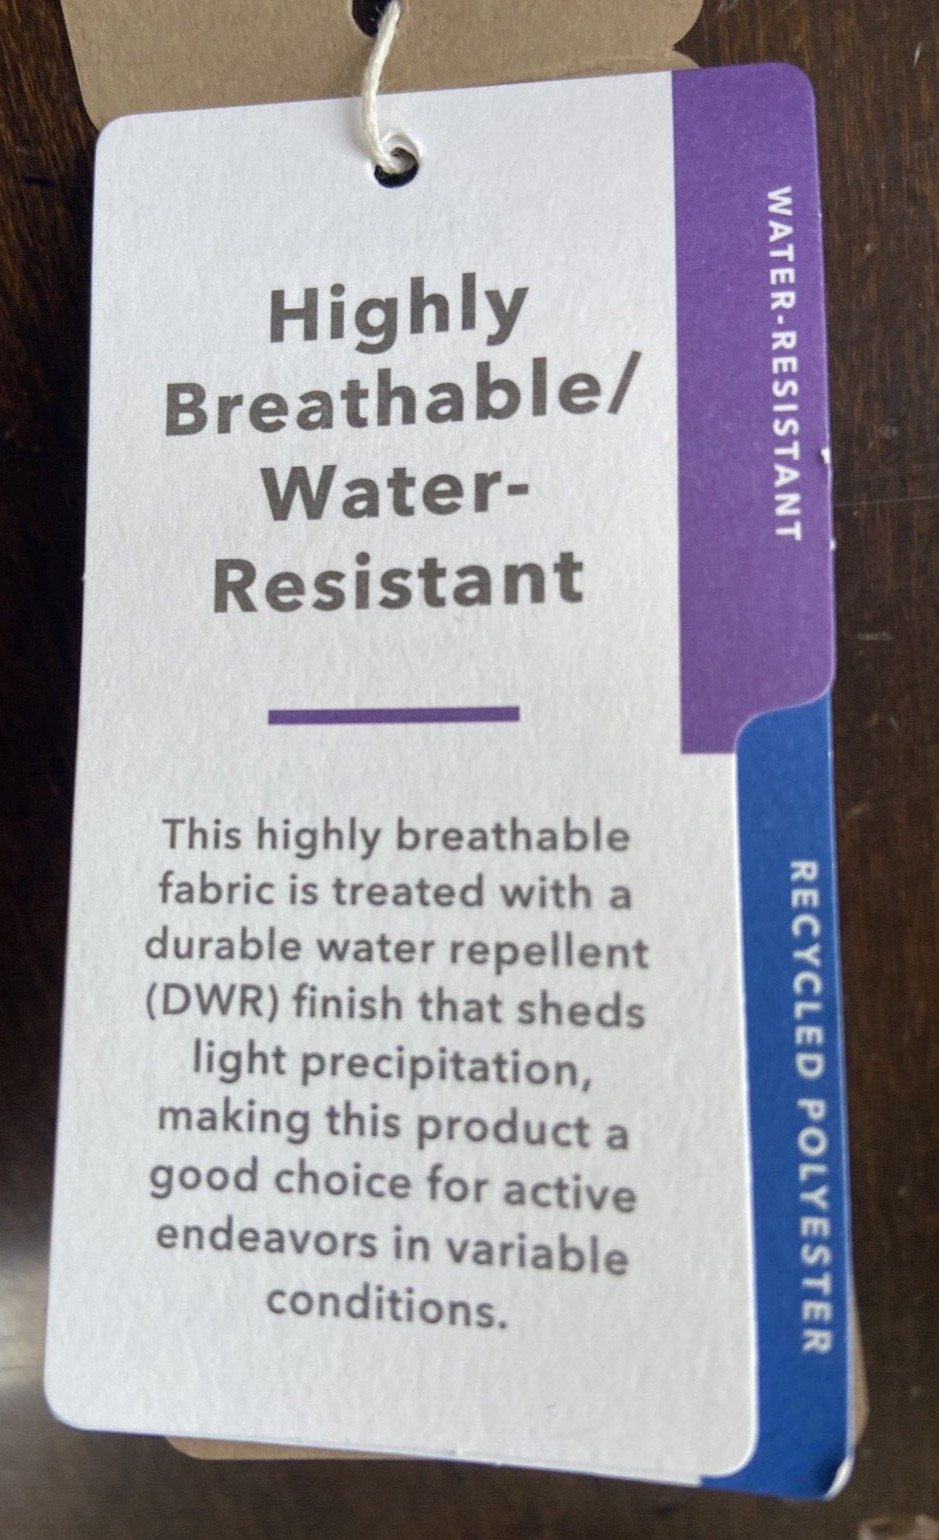 Highly
Breathable/
Water-
Resistant
This highly breathable
fabric is treated with a
durable water repellent
(DWR) finish that sheds
light precipitation,
making this product a
good choice for active
endeavors in variable
conditions.
WATER-RESISTANT
RECYCLED POLYESTER